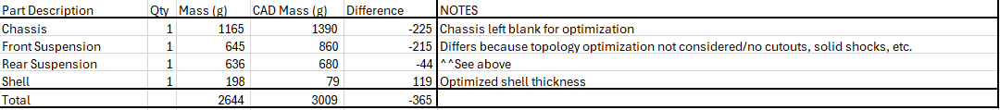 Part Description Qty Mass (g) CAD Mass (g) Difference NOTES
Chassis 1 1165 1390 -225 Chassis left blank for optimization
Front Suspension 1 645 860 -215 Differs because topology optimization not considered/no cutouts, solid shocks, etc.
Rear Suspension 1 636 680 -44 ^^See above
Shell 1 198 79 119 Optimized shell thickness
Total 2644 3009 -365